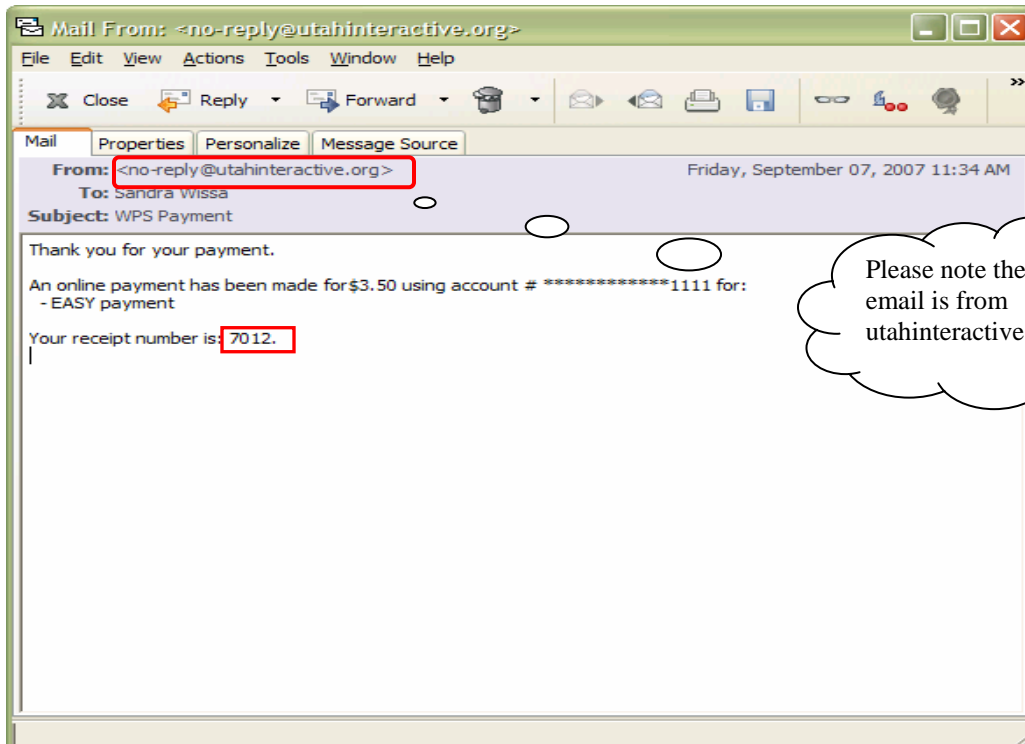 Mail From: <no-reply@utahinteractive.org>
File Edit View Actions Tools Window Help
Close Reply Forward »
Mail Properties Personalize Message Source
From: <no-reply@utahinteractive.org> Friday, September 07, 2007 11:34 AM
To: Sandra Wissa
Subject: WPS Payment
Thank you for your payment.
An online payment has been made for$3.50 using account # ************1111 for:
- EASY payment
Your receipt number is: 7012.
Please note the
email is from
utahinteractive